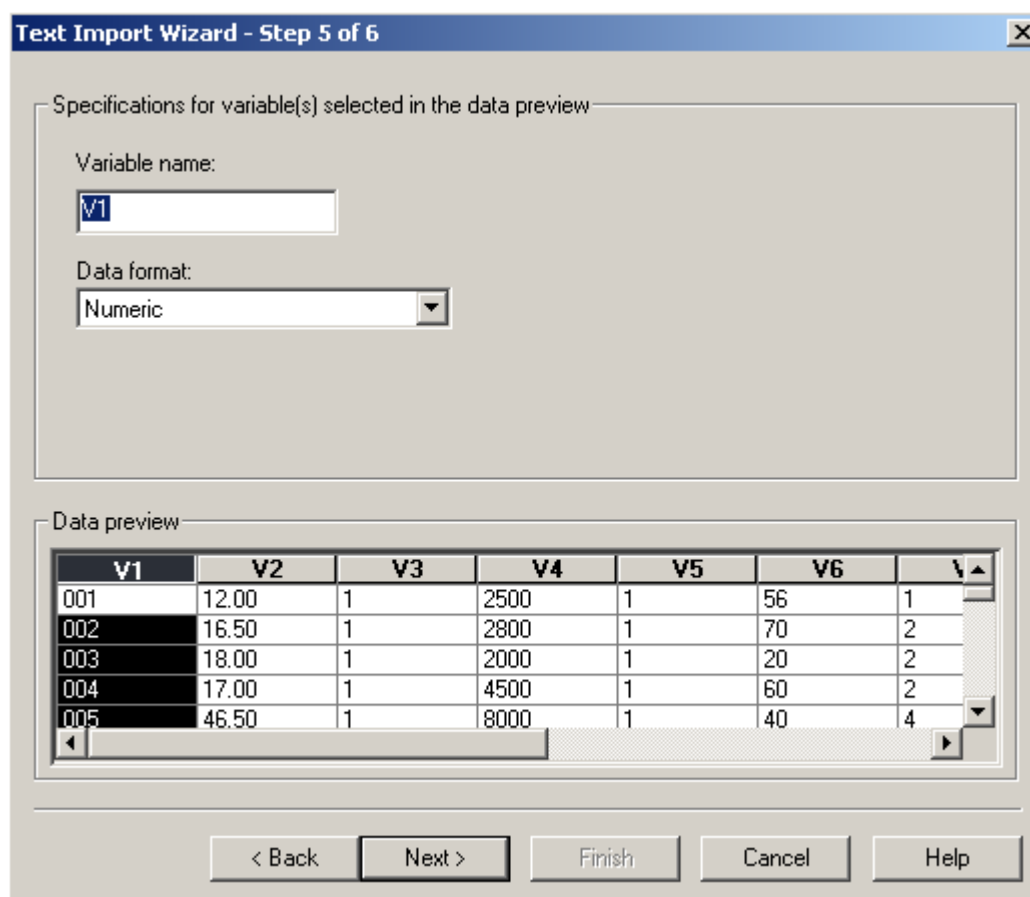 Text Import Wizard - Step 5 of 6
Specifications for variable(s) selected in the data preview
Variable name:
V1
Data format:
Numeric
Data preview
V1 V2 V3 V4 V5 V6
001 12.00 1 2500 1 56 1
002 16.50 1 2800 1 70 2
003 18.00 1 2000 1 20 2
004 17.00 1 4500 1 60 2
005 46.50 1 8000 1 40 4
< Back Next > Finish Cancel Help